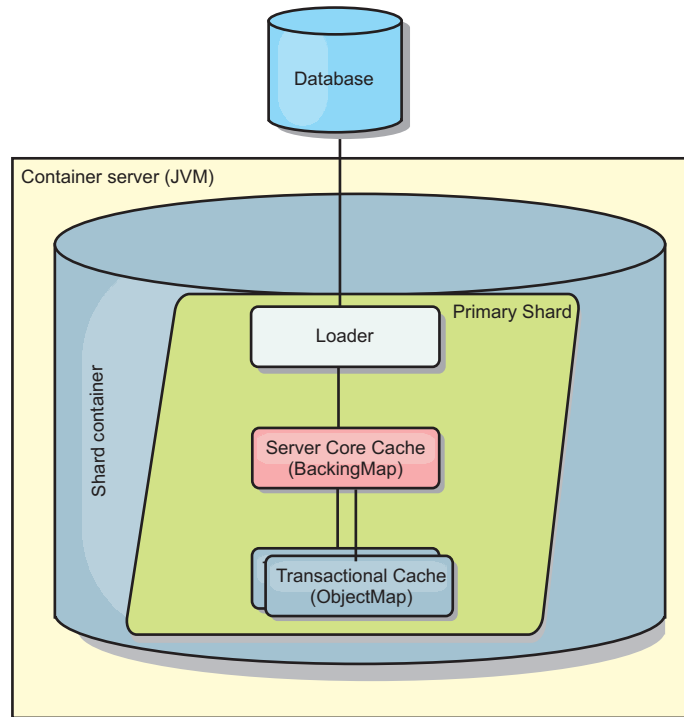 Database
Container server (JVM)
Primary Shard
Loader
Shard container
Server Core Cache
(BackingMap)
Transactional Cache
(ObjectMap)